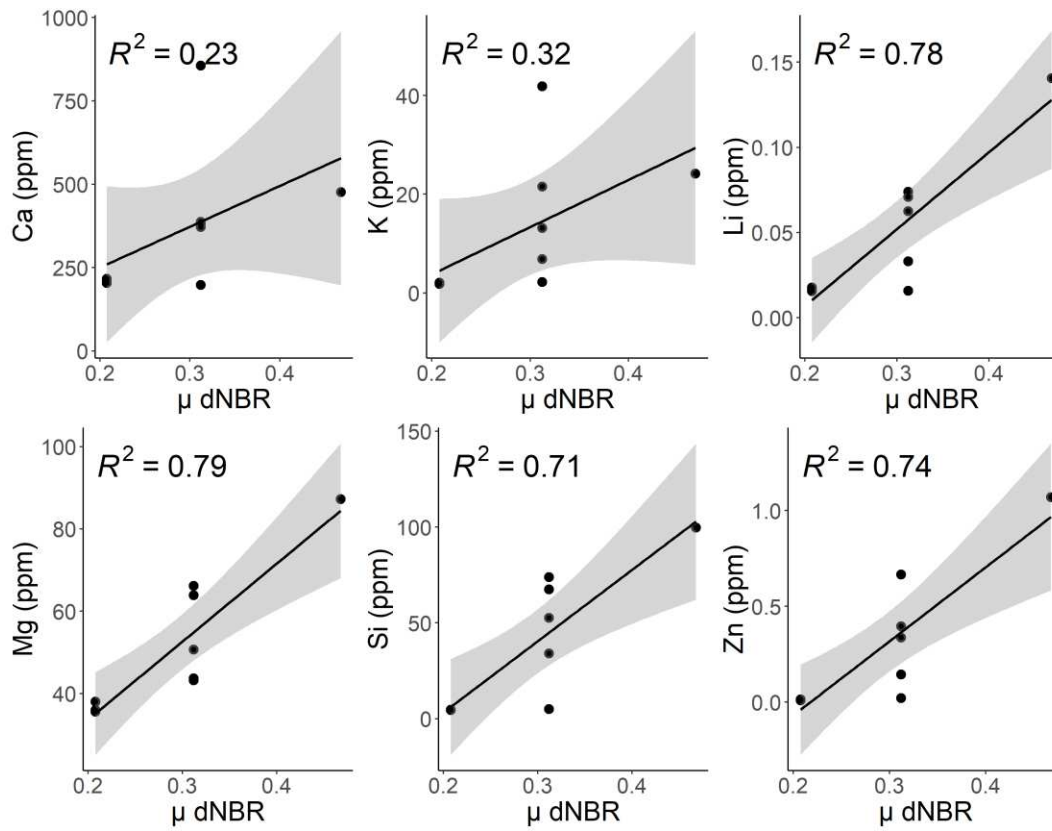 R² = 0.23
Ca (ppm)
1000
750
500
250
0
0.2 0.3 0.4
μ dNBR
R² = 0.32
K (ppm)
40
20
0
0.2 0.3 0.4
μ dNBR
R² = 0.78
Li (ppm)
0.15
0.10
0.05
0.00
0.2 0.3 0.4
μ dNBR
R² = 0.79
Mg (ppm)
100
80
60
40
0.2 0.3 0.4
μ dNBR
R² = 0.71
Si (ppm)
150
100
50
0
0.2 0.3 0.4
μ dNBR
R² = 0.74
Zn (ppm)
1.0
0.5
0.0
0.2 0.3 0.4
μ dNBR